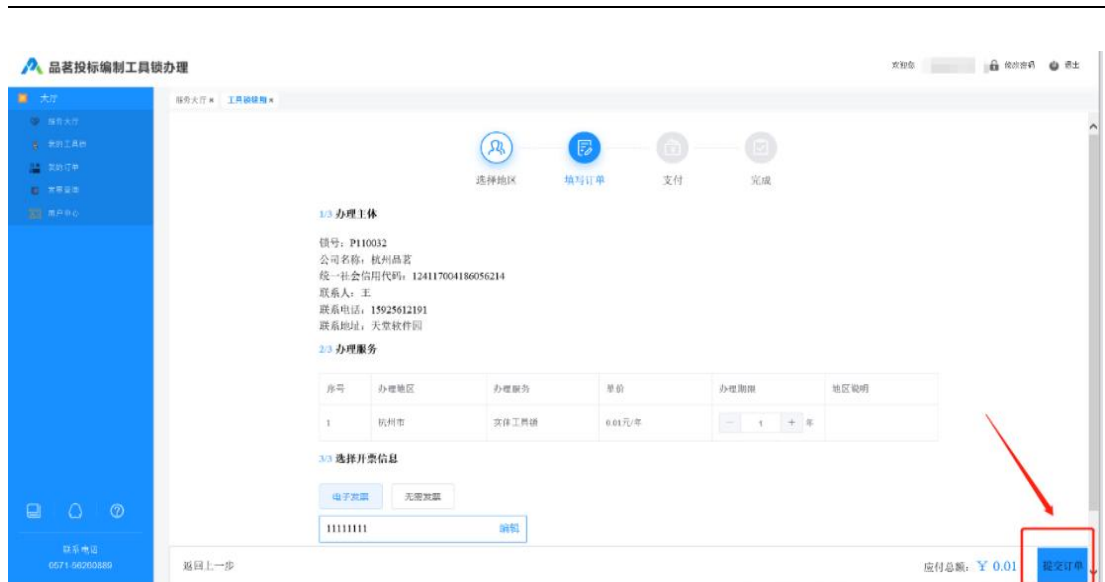 品茗投标编制工具锁办理
欢迎您 修改密码 退出
大厅
服务大厅 × 工具锁续期 ×
服务大厅
我的工具锁
我的订单
发票查询
用户中心
选择地区 填写订单 支付 完成
1/3 办理主体
锁号：P110032
公司名称：杭州品茗
统一社会信用代码：124117004186056214
联系人：王
联系电话：15925612191
联系地址：天堂软件园
2/3 办理服务
序号 办理地区 办理服务 单价 办理期限 地区说明
1 杭州市 实体工具锁 0.01元/年 － 1 + 年
3/3 选择开票信息
电子发票 无需发票
11111111 编辑
联系电话
0571-56260889
返回上一步 应付总额：￥ 0.01 提交订单